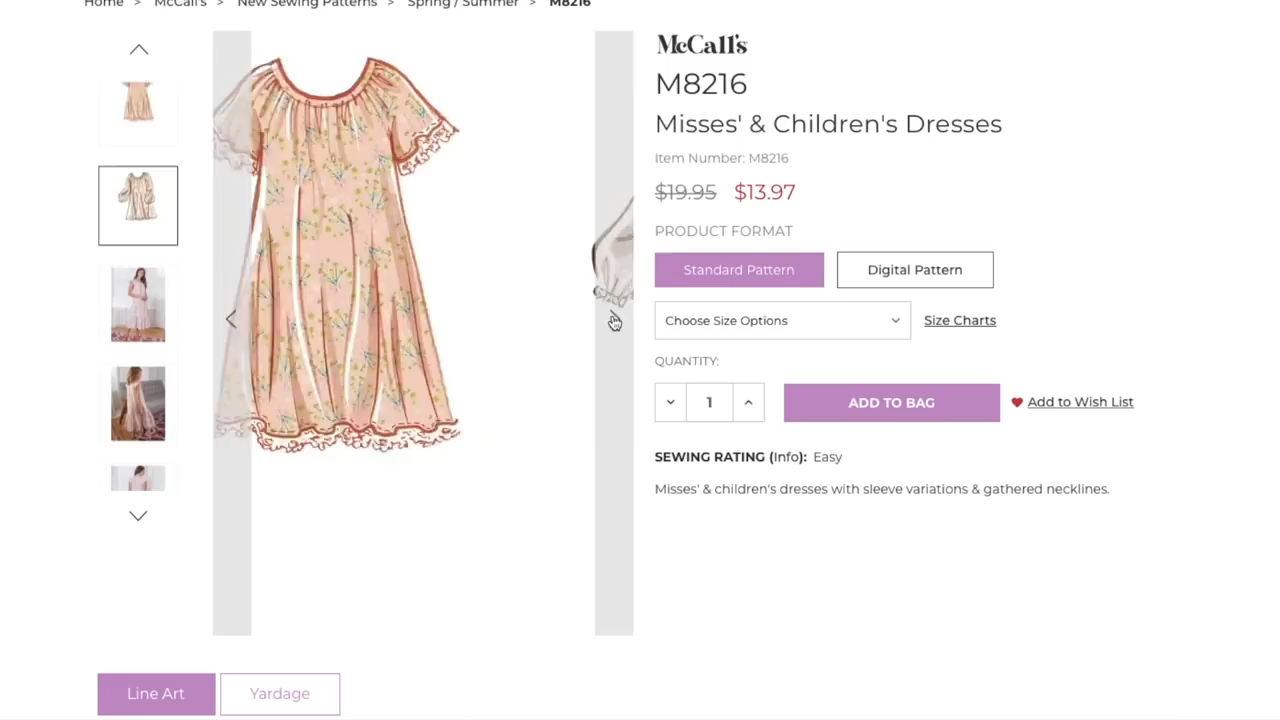 Home > McCall's > New Sewing Patterns > Spring / Summer > M8216
McCall's
M8216
Misses' & Children's Dresses
Item Number: M8216
$19.95 $13.97
PRODUCT FORMAT
Standard Pattern Digital Pattern
Choose Size Options Size Charts
QUANTITY:
1 ADD TO BAG Add to Wish List
SEWING RATING (Info): Easy
Misses' & children's dresses with sleeve variations & gathered necklines.
Line Art Yardage